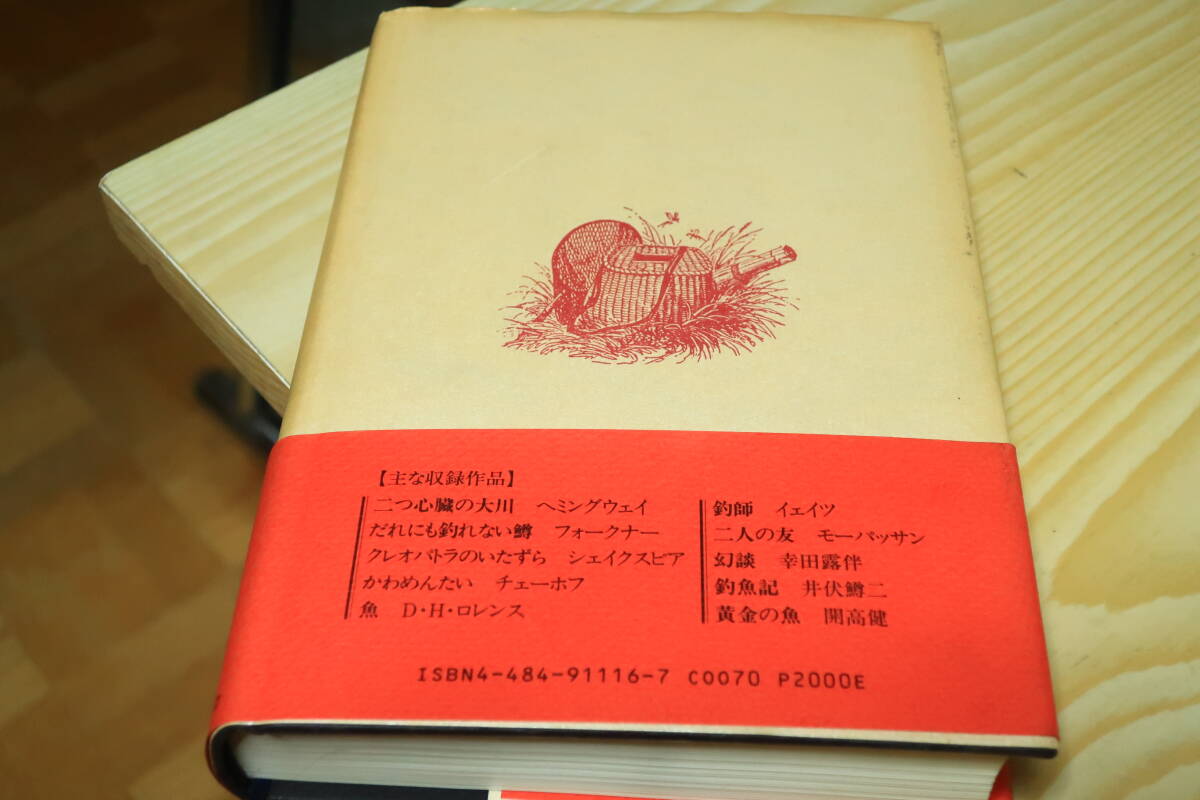 【主な収録作品】
二つ心臓の大川 ヘミングウェイ
だれにも釣れない鱒 フォークナー
クレオパトラのいたずら シェイクスピア
かわめんたい チェーホフ
魚 D・H・ロレンス
釣師 イェイツ
二人の友 モーパッサン
幻談 幸田露伴
釣魚記 井伏鱒二
黄金の魚 開高健
ISBN4-484-91116-7 C0070 P2000E